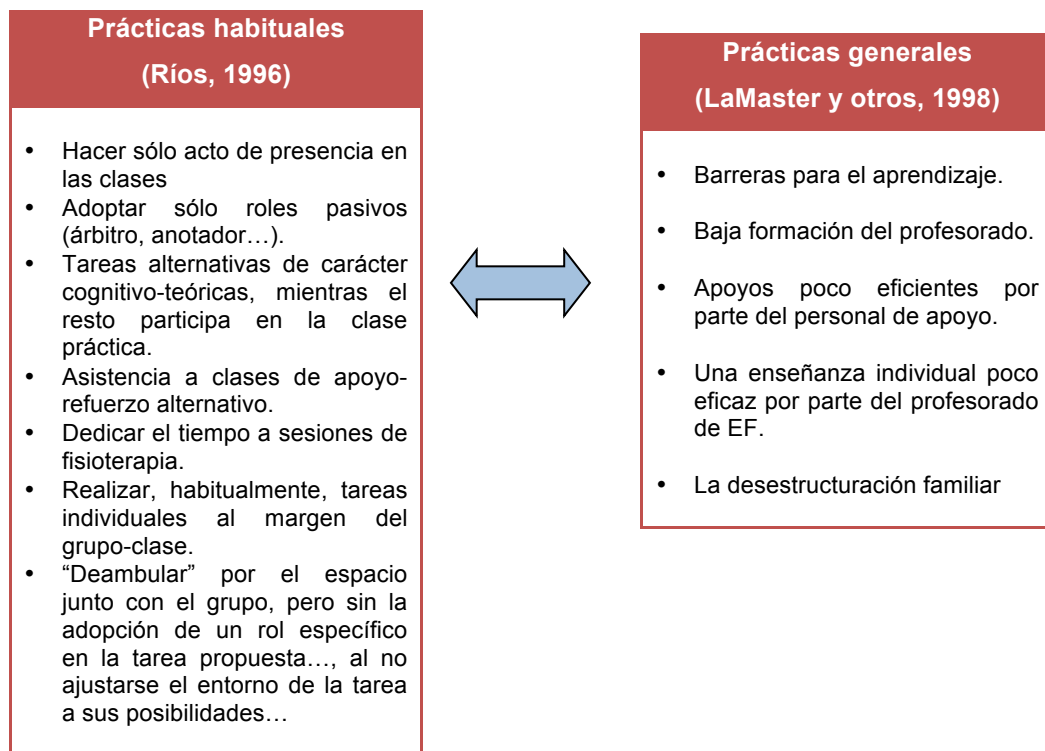 Prácticas habituales
(Ríos, 1996)
• Hacer sólo acto de presencia en
las clases
• Adoptar sólo roles pasivos
(árbitro, anotador…).
• Tareas alternativas de carácter
cognitivo-teóricas, mientras el
resto participa en la clase
práctica.
• Asistencia a clases de apoyo-
refuerzo alternativo.
• Dedicar el tiempo a sesiones de
fisioterapia.
• Realizar, habitualmente, tareas
individuales al margen del
grupo-clase.
• “Deambular” por el espacio
junto con el grupo, pero sin la
adopción de un rol específico
en la tarea propuesta…, al no
ajustarse el entorno de la tarea
a sus posibilidades…
Prácticas generales
(LaMaster y otros, 1998)
• Barreras para el aprendizaje.
• Baja formación del profesorado.
• Apoyos poco eficientes por
parte del personal de apoyo.
• Una enseñanza individual poco
eficaz por parte del profesorado
de EF.
• La desestructuración familiar